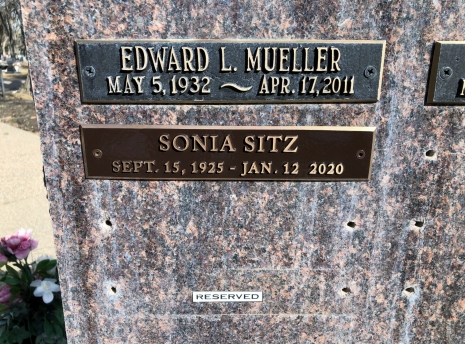 EDWARD L. MUELLER
MAY 5, 1932 ~ APR. 17, 2011
SONIA SITZ
SEPT. 15, 1925 - JAN. 12 2020
RESERVED